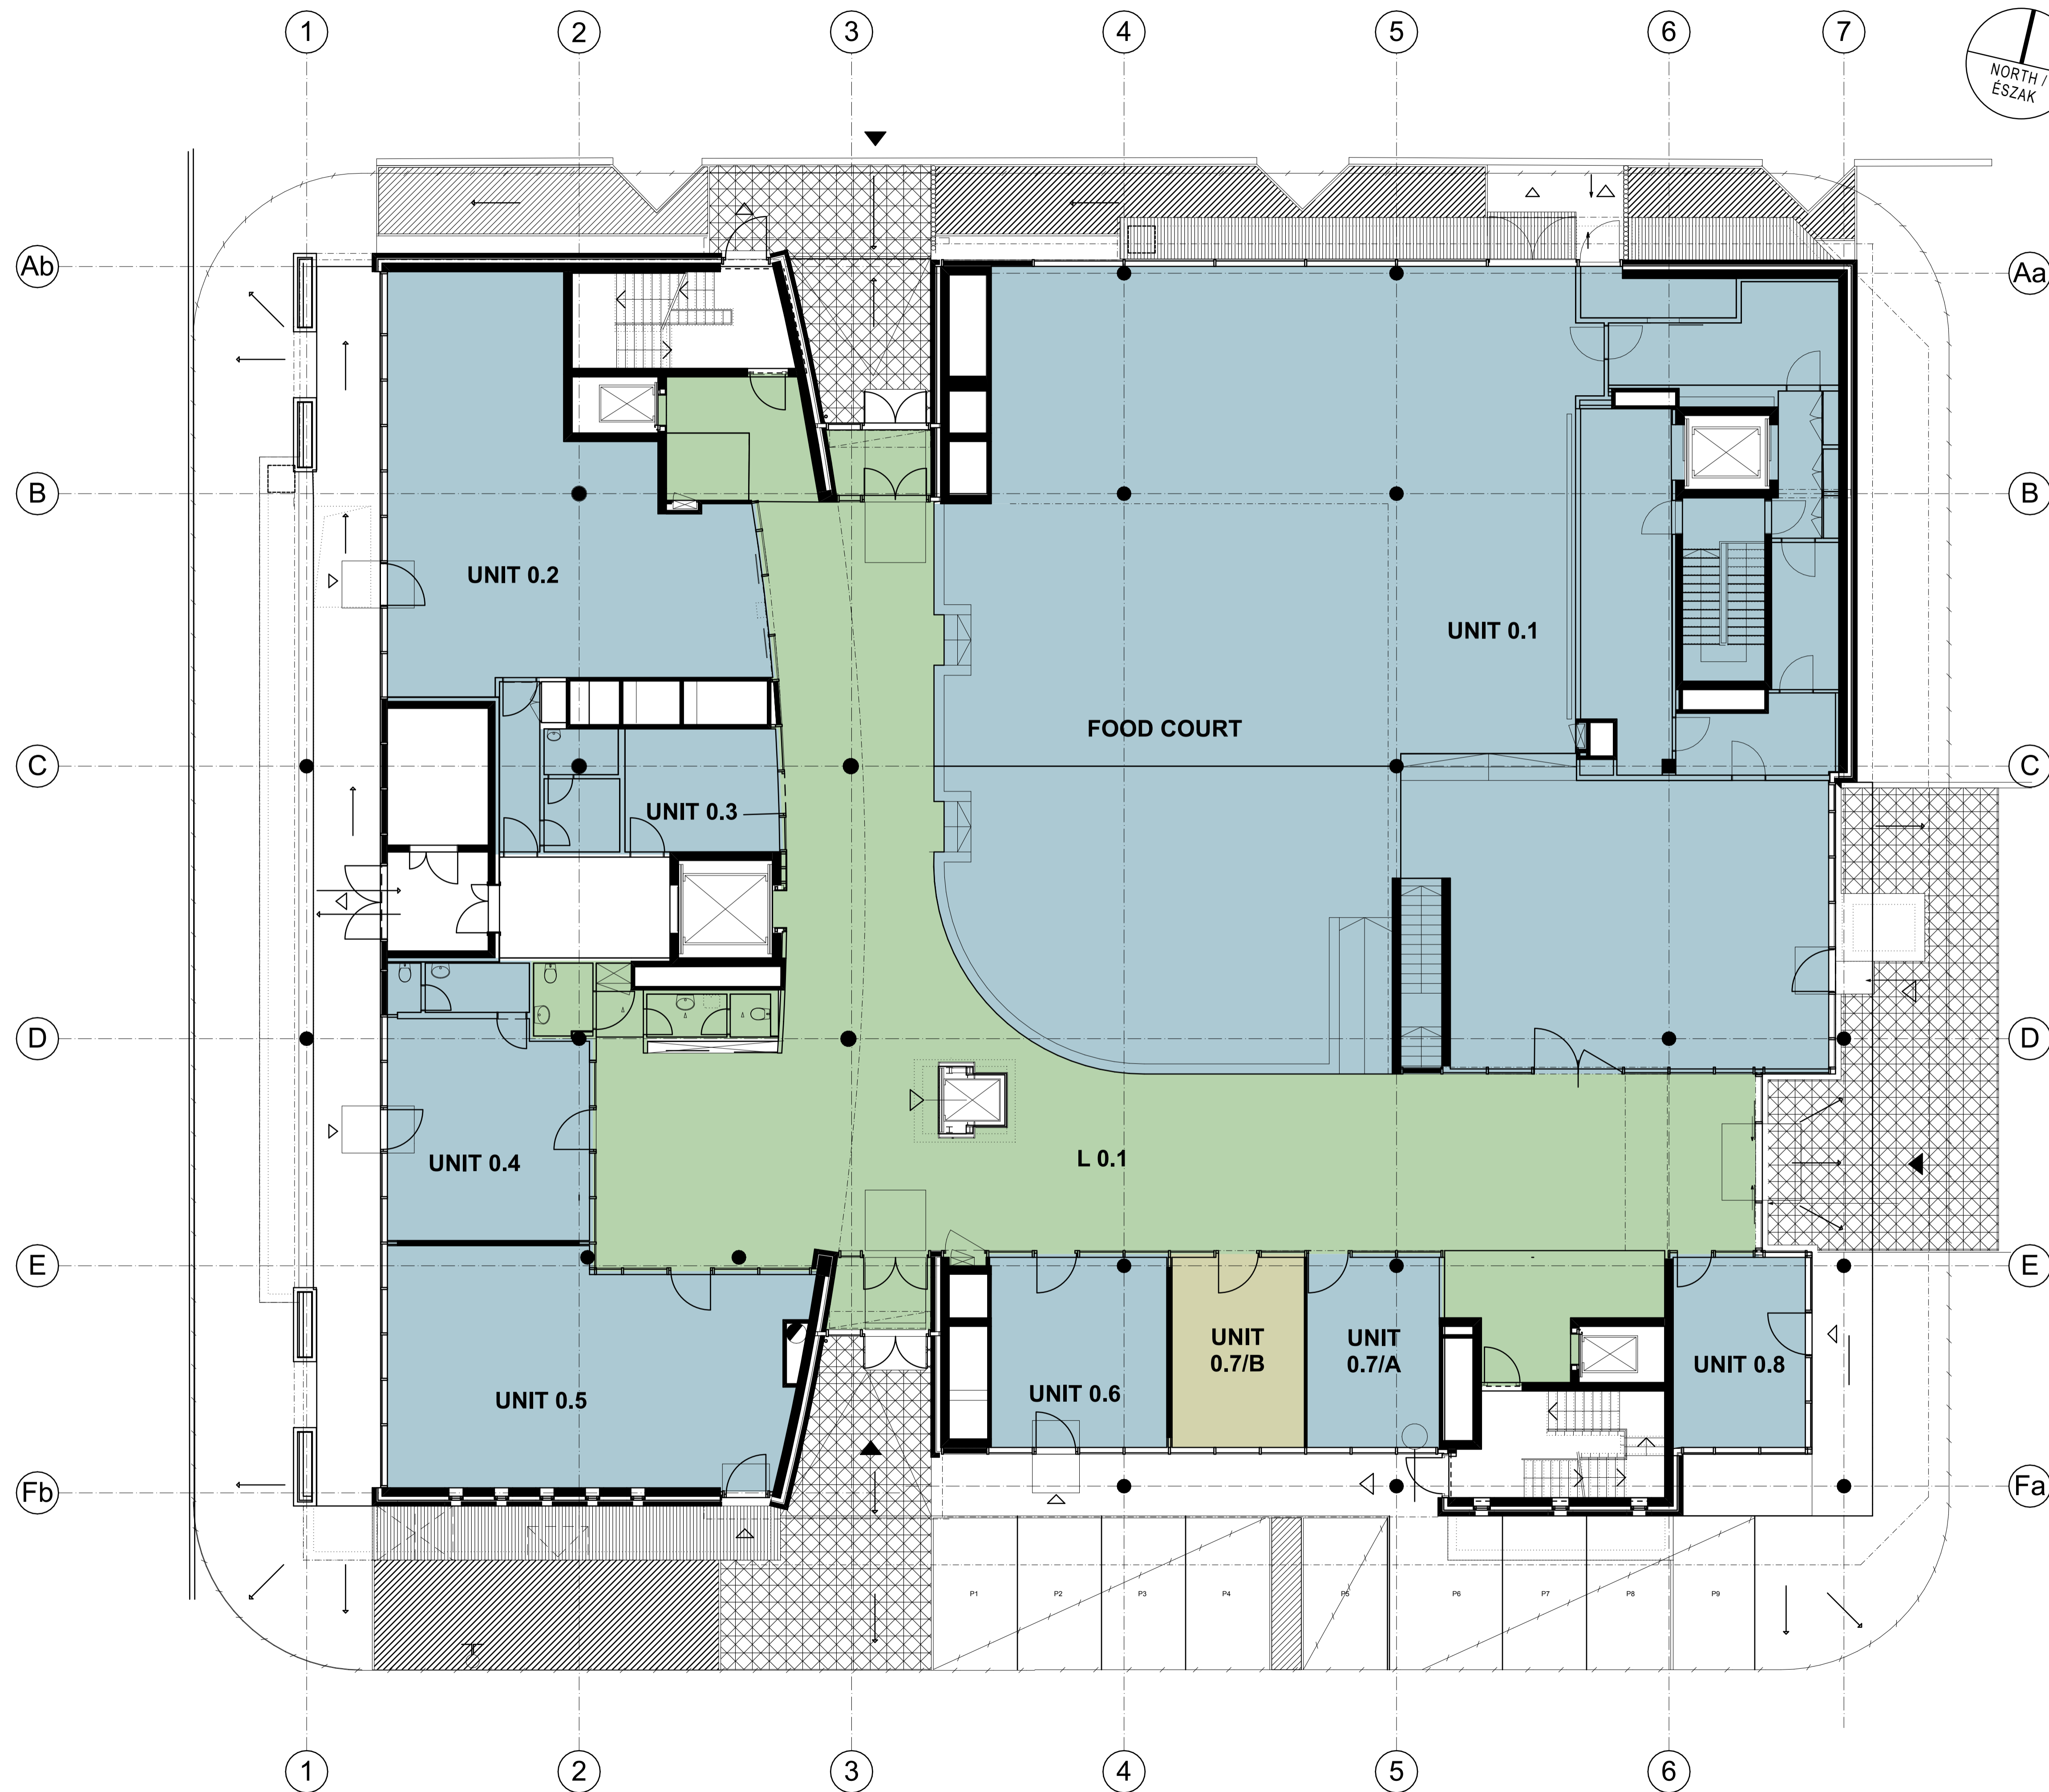 1
2
3
4
5
6
7
NORTH /
ÉSZAK
Ab
Aa
B
B
UNIT 0.2
UNIT 0.1
FOOD COURT
C
C
UNIT 0.3
D
D
L 0.1
UNIT 0.4
E
E
UNIT
0.7/B
UNIT
0.7/A
UNIT 0.8
UNIT 0.6
UNIT 0.5
Fb
Fa
P1
P2
P3
P4
P5
P6
P7
P8
P9
1
2
3
4
5
6